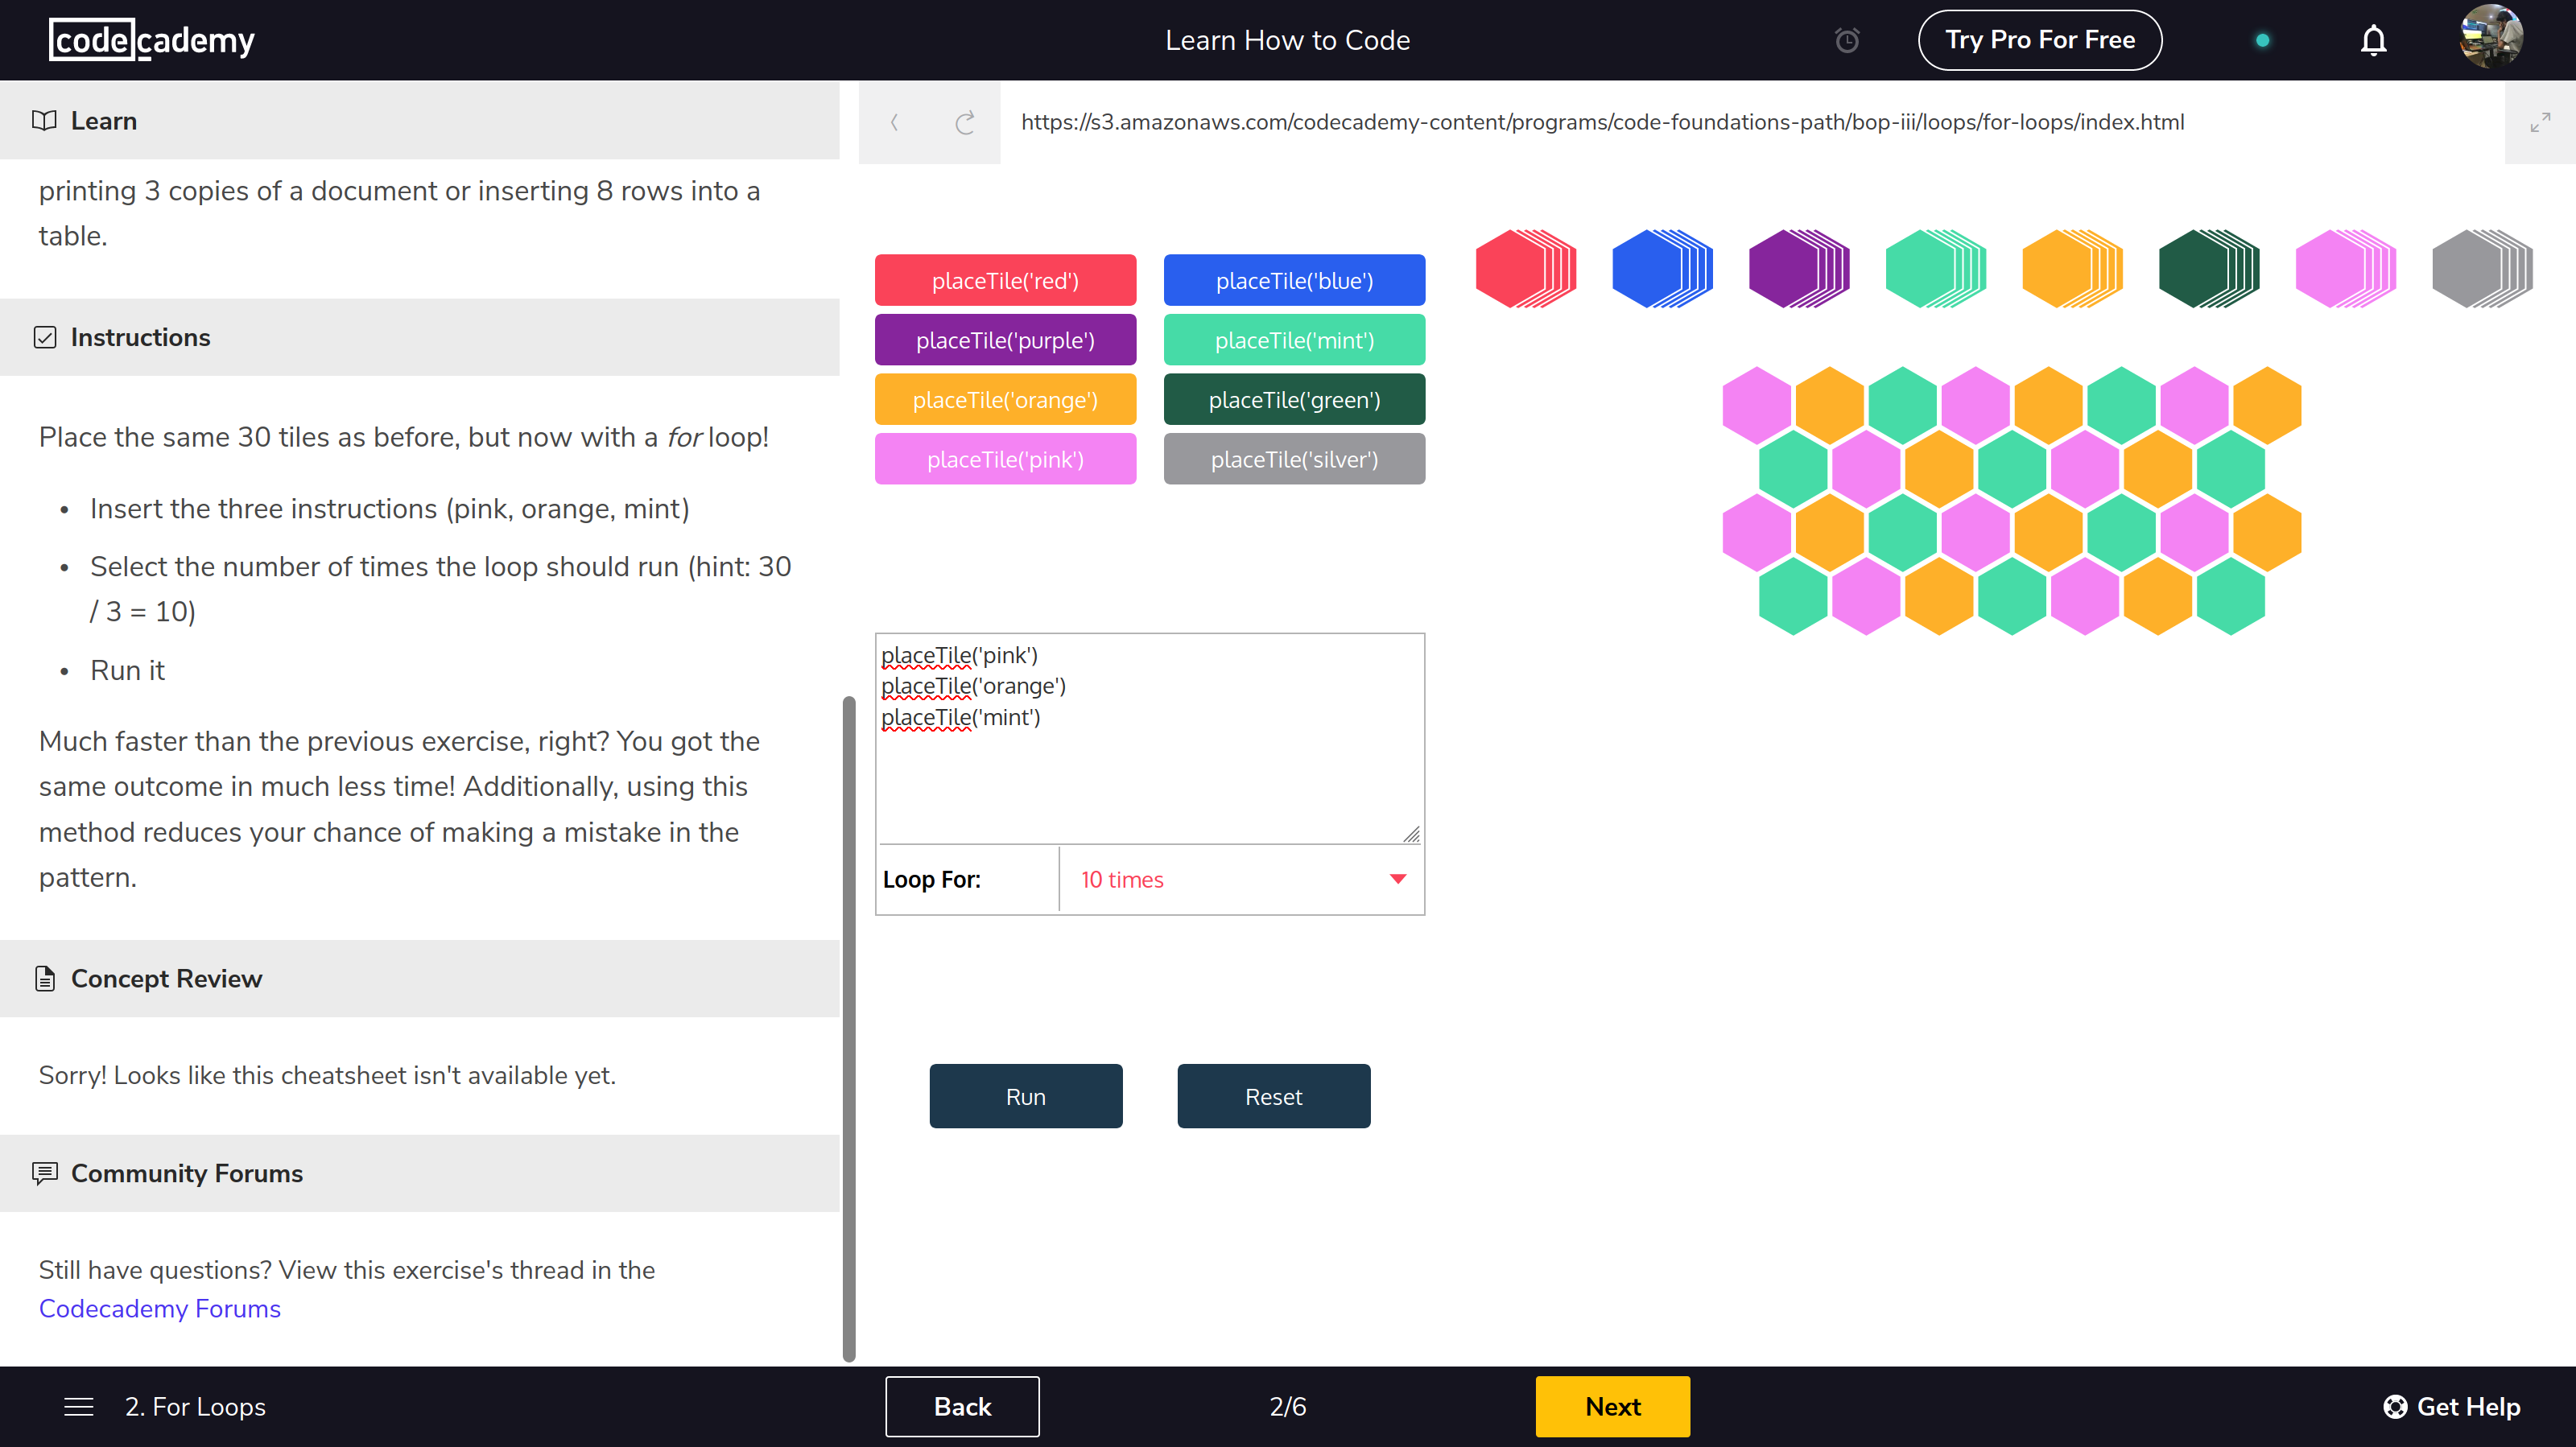 codecademy
Learn How to Code
Try Pro For Free
Learn
https://s3.amazonaws.com/codecademy-content/programs/code-foundations-path/bop-iii/loops/for-loops/index.html
printing 3 copies of a document or inserting 8 rows into a
table.
Instructions
Place the same 30 tiles as before, but now with a for loop!
• Insert the three instructions (pink, orange, mint)
• Select the number of times the loop should run (hint: 30
/ 3 = 10)
• Run it
Much faster than the previous exercise, right? You got the
same outcome in much less time! Additionally, using this
method reduces your chance of making a mistake in the
pattern.
Concept Review
Sorry! Looks like this cheatsheet isn't available yet.
Community Forums
Still have questions? View this exercise's thread in the
Codecademy Forums
placeTile('red')
placeTile('blue')
placeTile('purple')
placeTile('mint')
placeTile('orange')
placeTile('green')
placeTile('pink')
placeTile('silver')
placeTile('pink')
placeTile('orange')
placeTile('mint')
Loop For:
10 times
Run
Reset
2. For Loops
Back
2/6
Next
Get Help